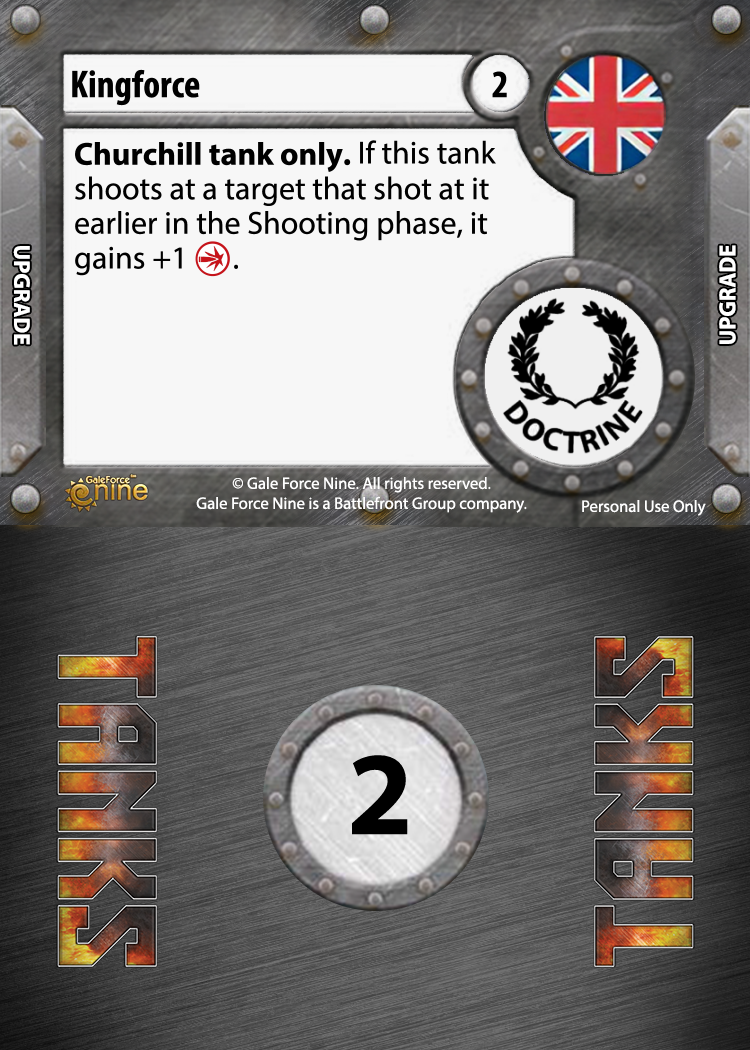 Kingforce
2
Churchill tank only. If this tank
shoots at a target that shot at it
earlier in the Shooting phase, it
gains +1 .
UPGRADE
UPGRADE
DOCTRINE
GaleForce™
nine
© Gale Force Nine. All rights reserved.
Gale Force Nine is a Battlefront Group company.
Personal Use Only
TANKS
2
TANKS